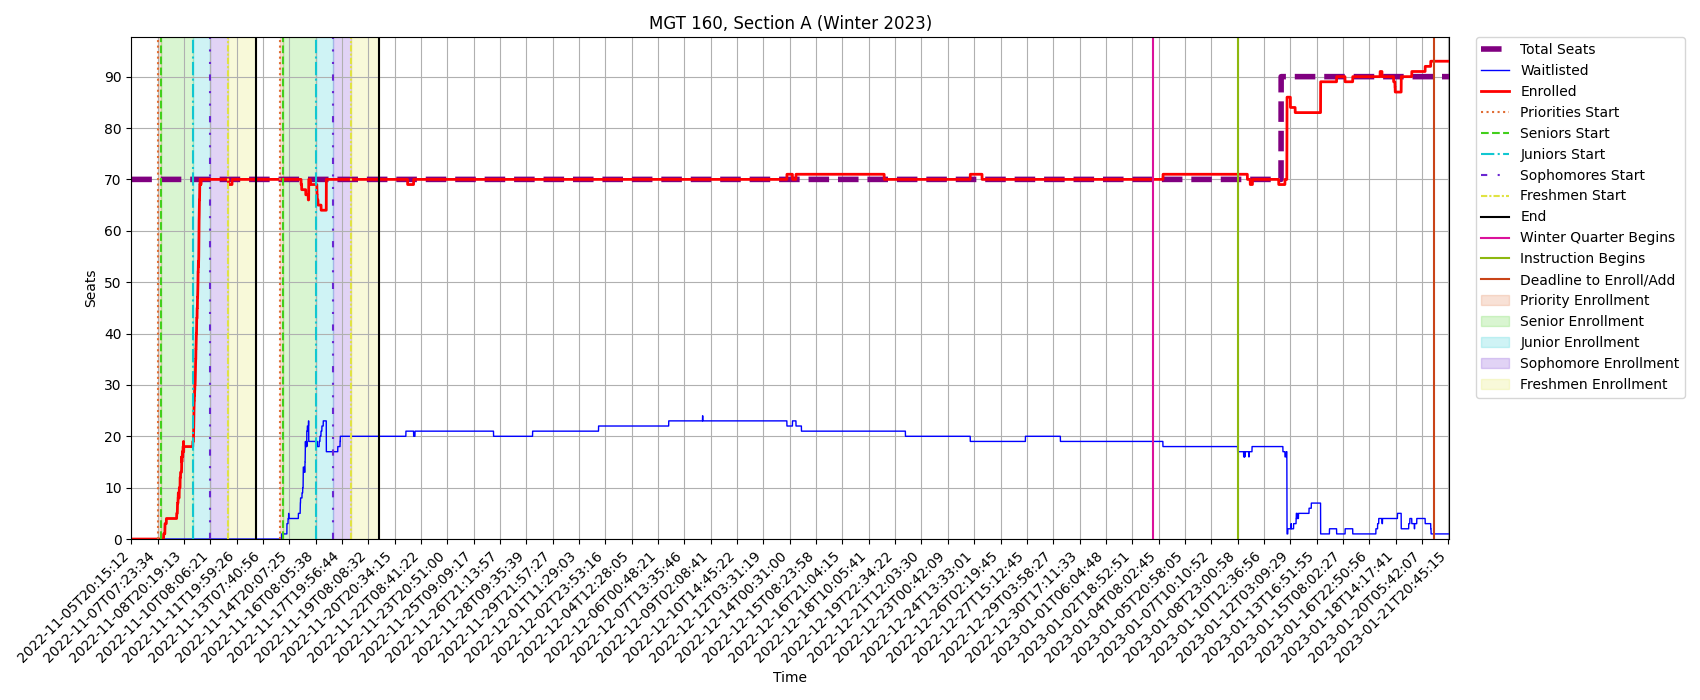 MGT 160, Section A (Winter 2023)
Seats
90
80
70
60
50
40
30
20
10
0
2022-11-05T20:15:12
2022-11-07T07:23:34
2022-11-08T20:19:13
2022-11-10T08:06:21
2022-11-11T19:59:26
2022-11-13T07:40:56
2022-11-14T20:07:25
2022-11-16T08:05:38
2022-11-17T19:56:44
2022-11-19T08:08:32
2022-11-20T20:34:15
2022-11-22T08:41:22
2022-11-23T20:51:00
2022-11-25T09:09:17
2022-11-26T21:13:57
2022-11-28T09:35:39
2022-11-29T21:57:27
2022-12-01T11:29:03
2022-12-02T23:53:16
2022-12-04T12:28:05
2022-12-06T00:48:21
2022-12-07T13:35:46
2022-12-09T02:08:41
2022-12-10T14:45:22
2022-12-12T03:31:19
2022-12-14T00:31:00
2022-12-15T08:23:58
2022-12-16T21:04:15
2022-12-18T10:05:41
2022-12-19T22:34:22
2022-12-21T12:03:30
2022-12-23T00:42:09
2022-12-24T13:33:01
2022-12-26T02:19:45
2022-12-27T15:12:45
2022-12-29T03:58:27
2022-12-30T17:11:33
2023-01-01T06:04:48
2023-01-02T18:52:51
2023-01-04T08:02:45
2023-01-05T20:58:05
2023-01-07T10:10:52
2023-01-08T23:00:58
2023-01-10T12:36:56
2023-01-12T03:09:29
2023-01-13T16:51:55
2023-01-15T08:02:27
2023-01-16T22:50:56
2023-01-18T14:17:41
2023-01-20T05:42:07
2023-01-21T20:45:15
Time
Total Seats
Waitlisted
Enrolled
Priorities Start
Seniors Start
Juniors Start
Sophomores Start
Freshmen Start
End
Winter Quarter Begins
Instruction Begins
Deadline to Enroll/Add
Priority Enrollment
Senior Enrollment
Junior Enrollment
Sophomore Enrollment
Freshmen Enrollment